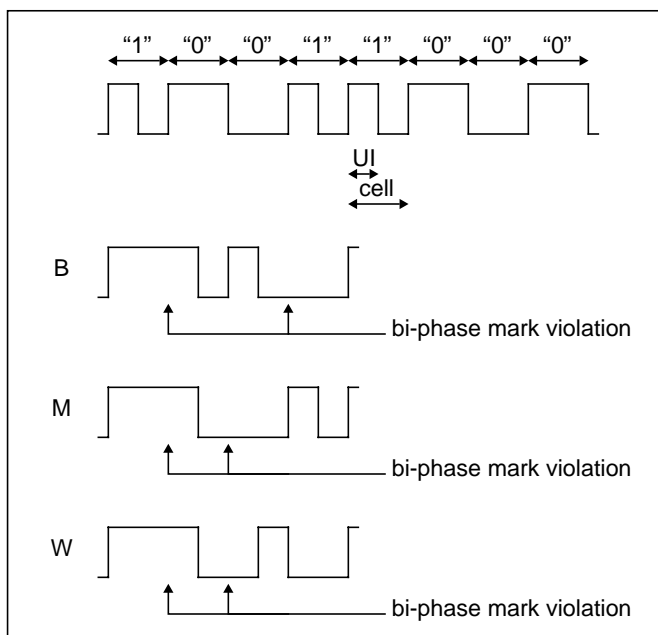 “1” “0” “0” “1” “1” “0” “0” “0”
UI
cell
B
bi-phase mark violation
M
bi-phase mark violation
W
bi-phase mark violation